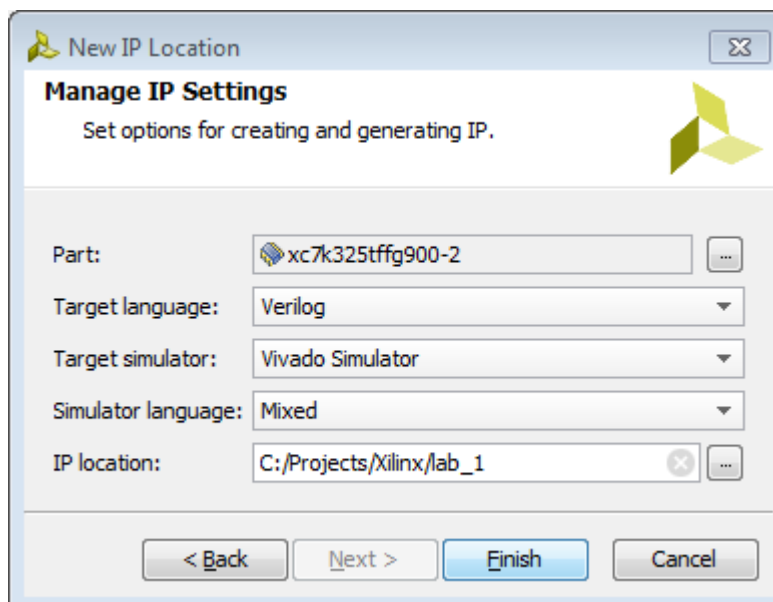 New IP Location
Manage IP Settings
Set options for creating and generating IP.
Part: xc7k325tffg900-2 ...
Target language: Verilog
Target simulator: Vivado Simulator
Simulator language: Mixed
IP location: C:/Projects/Xilinx/lab_1 ...
< Back Next > Finish Cancel